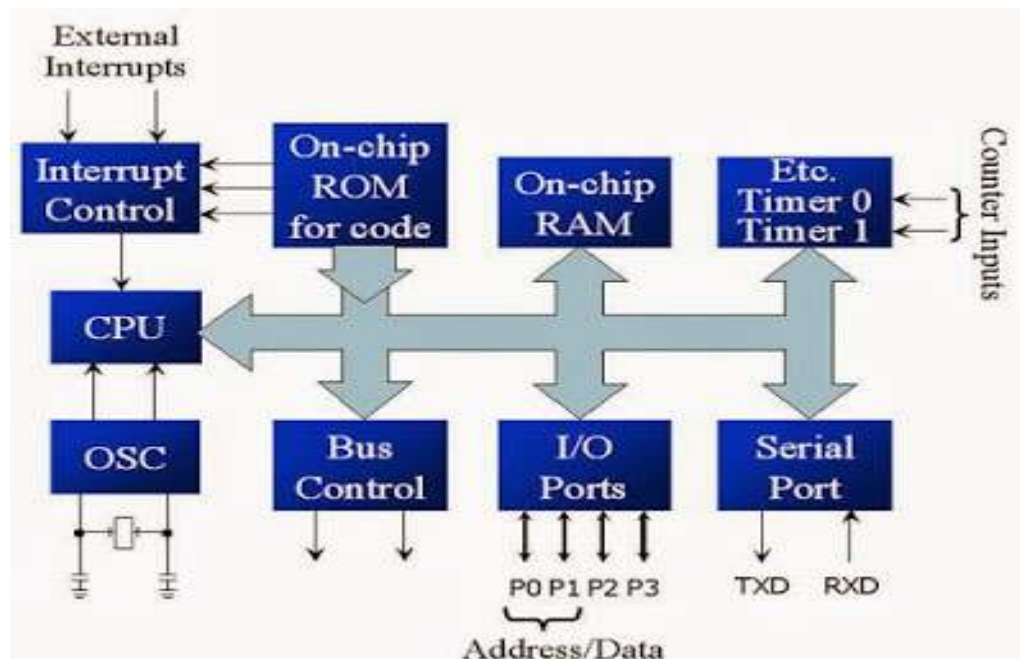 External
Interrupts
Interrupt
Control
On-chip
ROM
for code
On-chip
RAM
Etc.
Timer 0
Timer 1
Counter Inputs
CPU
OSC
Bus
Control
I/O
Ports
Serial
Port
P0 P1 P2 P3
TXD RXD
Address/Data